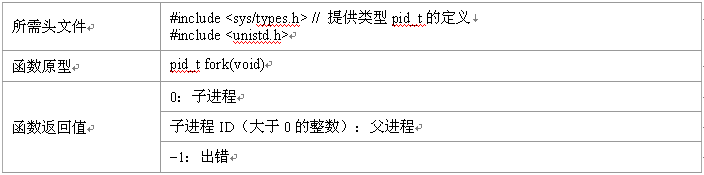 所需头文件
#include <sys/types.h> // 提供类型 pid_t 的定义
#include <unistd.h>
函数原型
pid_t fork(void)
函数返回值
0：子进程
子进程 ID（大于 0 的整数）：父进程
−1：出错